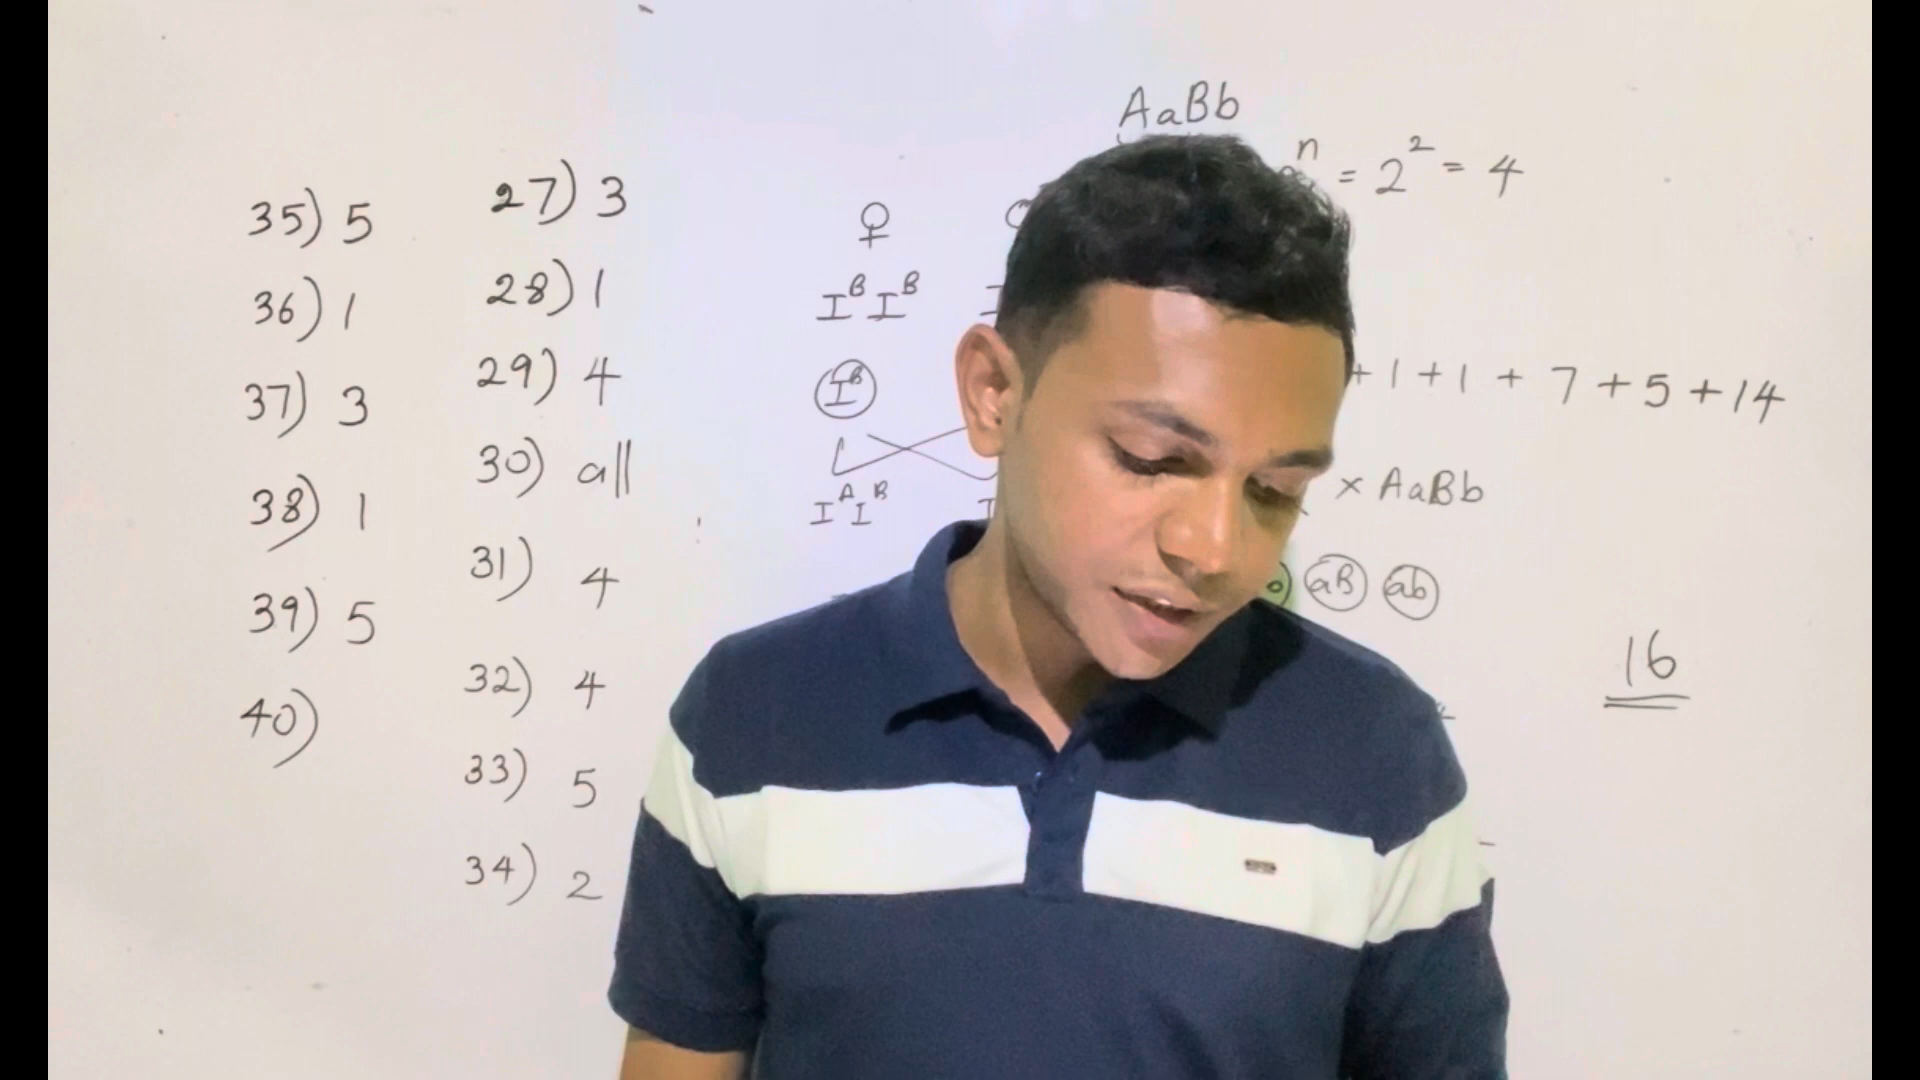 35) 5
36) 1
37) 3
38) 1
39) 5
40)
27) 3
28) 1
29) 4
30) all
31) 4
32) 4
33) 5
34) 2
AaBb
n = 2² = 4
♀
IᴮIᴮ
Iᴮ
IᴬIᴮ
+ 1 + 1 + 7 + 5 + 14
× AaBb
aB ab
16